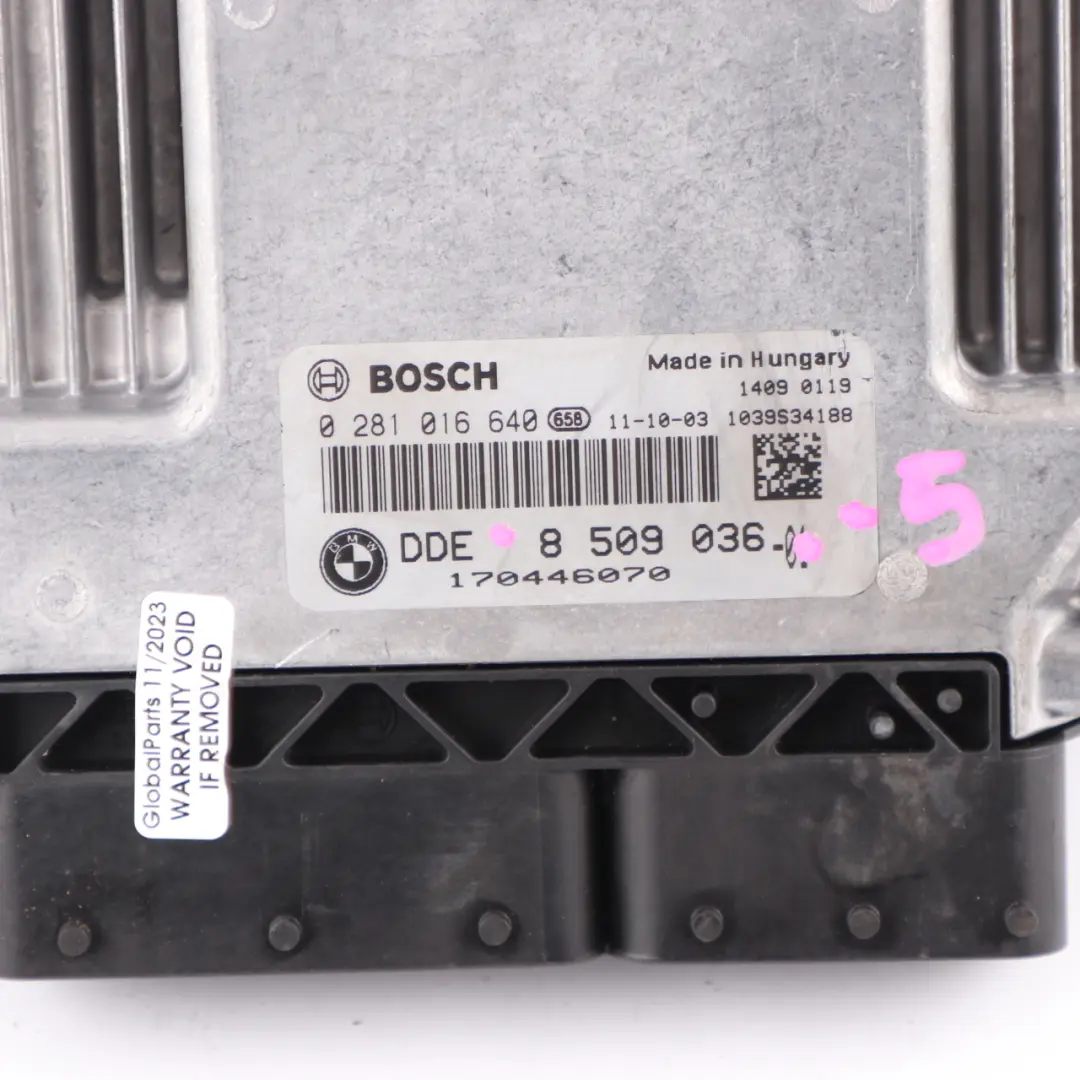 BOSCH
Made in Hungary
1409 0119
0 281 016 640 658 11-10-03 1039S34188
BMW
DDE 8 509 036
170446070
-5
GlobalParts 11/2023
WARRANTY VOID
IF REMOVED